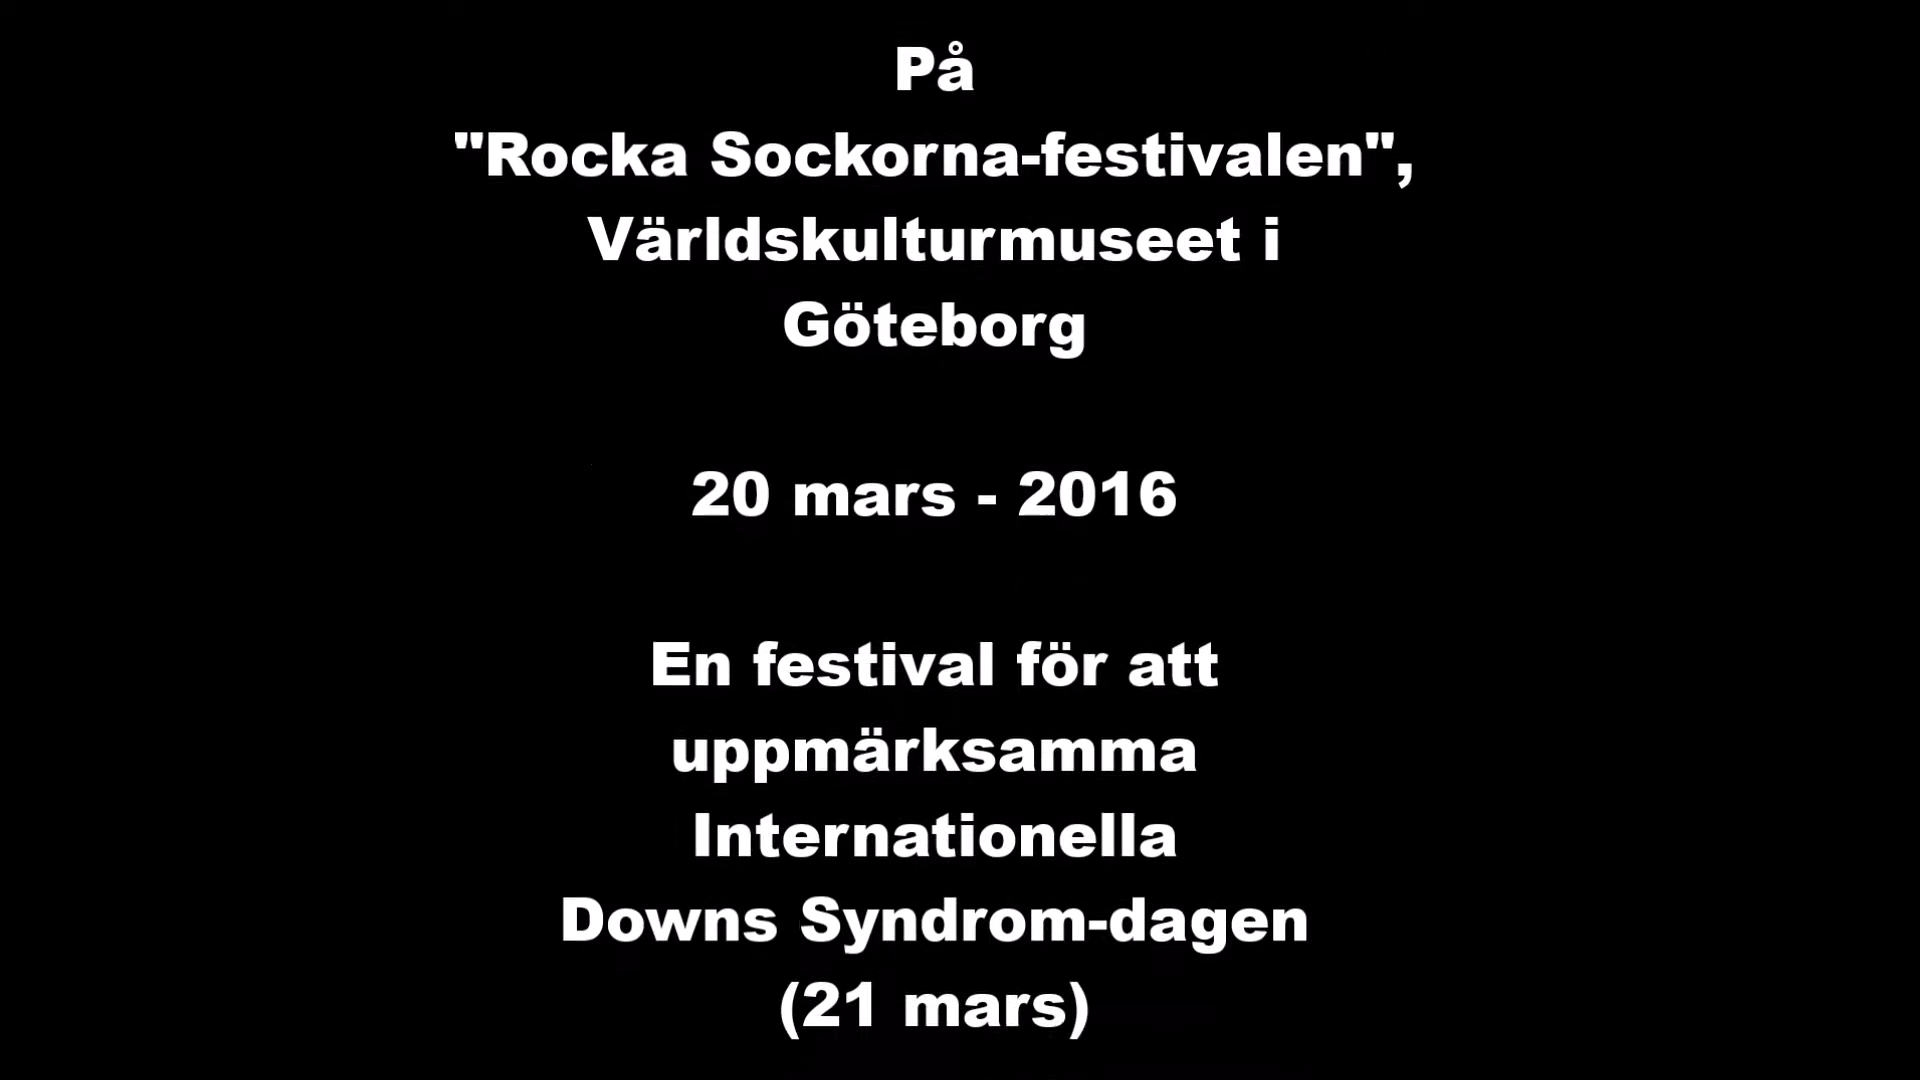 På
"Rocka Sockorna-festivalen",
Världskulturmuseet i
Göteborg
20 mars - 2016
En festival för att
uppmärksamma
Internationella
Downs Syndrom-dagen
(21 mars)